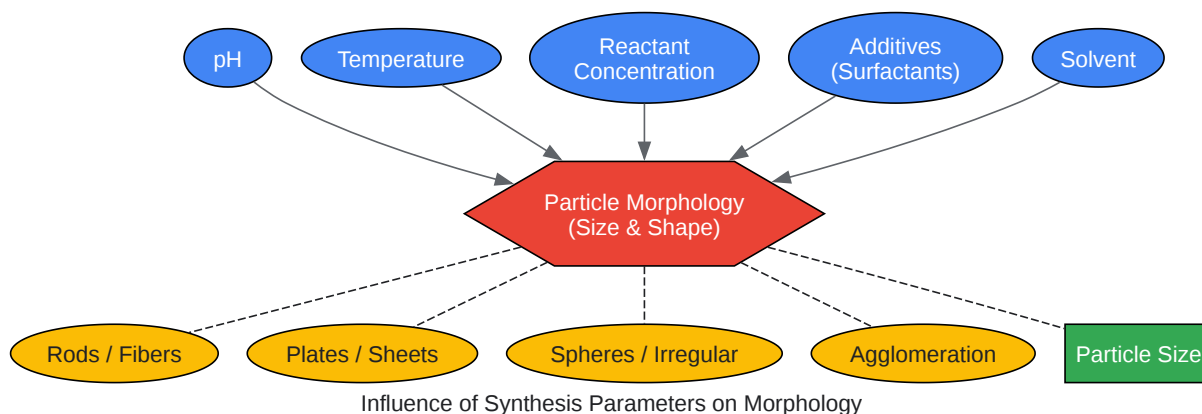 pH
Temperature
Reactant
Concentration
Additives
(Surfactants)
Solvent
Particle Morphology
(Size & Shape)
Rods / Fibers
Plates / Sheets
Spheres / Irregular
Agglomeration
Particle Size
Influence of Synthesis Parameters on Morphology